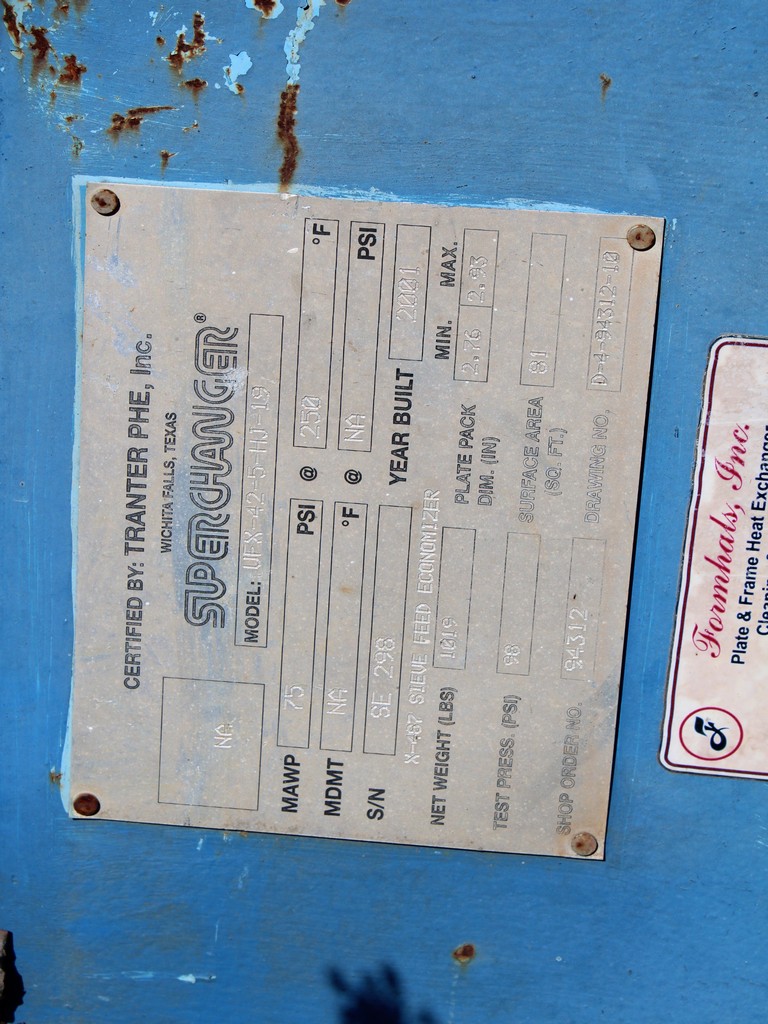 CERTIFIED BY: TRANTER PHE, Inc.
WICHITA FALLS, TEXAS
SUPERCHANGER®
NA
MODEL: UFX-42-5-HJ-19
MAWP 75 PSI @ 250 °F
MDMT NA °F @ NA PSI
S/N SE 298 YEAR BUILT 2001
X-487 SIEVE FEED ECONOMIZER
MIN. MAX.
NET WEIGHT (LBS) 1019 PLATE PACK DIM. (IN) 2.76 2.93
TEST PRESS. (PSI) 98 SURFACE AREA (SQ. FT.) 81
SHOP ORDER NO. 94312 DRAWING NO. D-4-94312-10
Formhals, Inc.
Plate & Frame Heat Exchanger